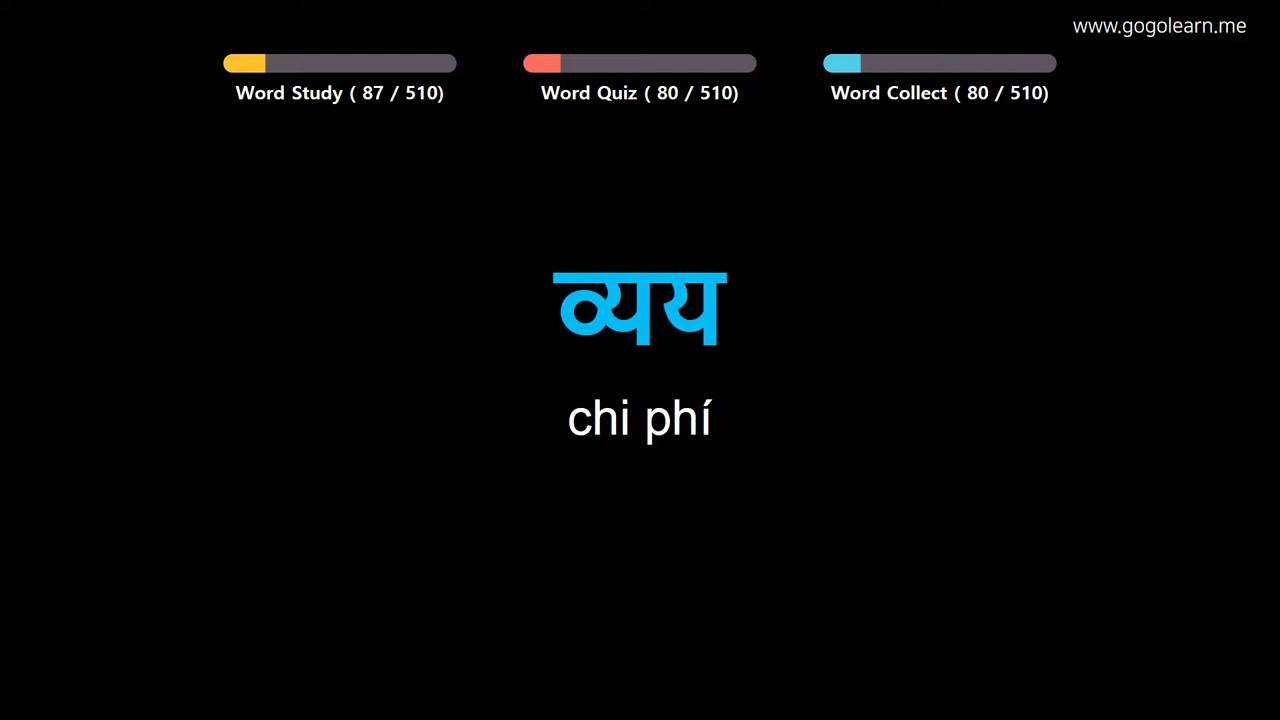 www.gogolearn.me
Word Study ( 87 / 510)
Word Quiz ( 80 / 510)
Word Collect ( 80 / 510)
व्यय
chi phí